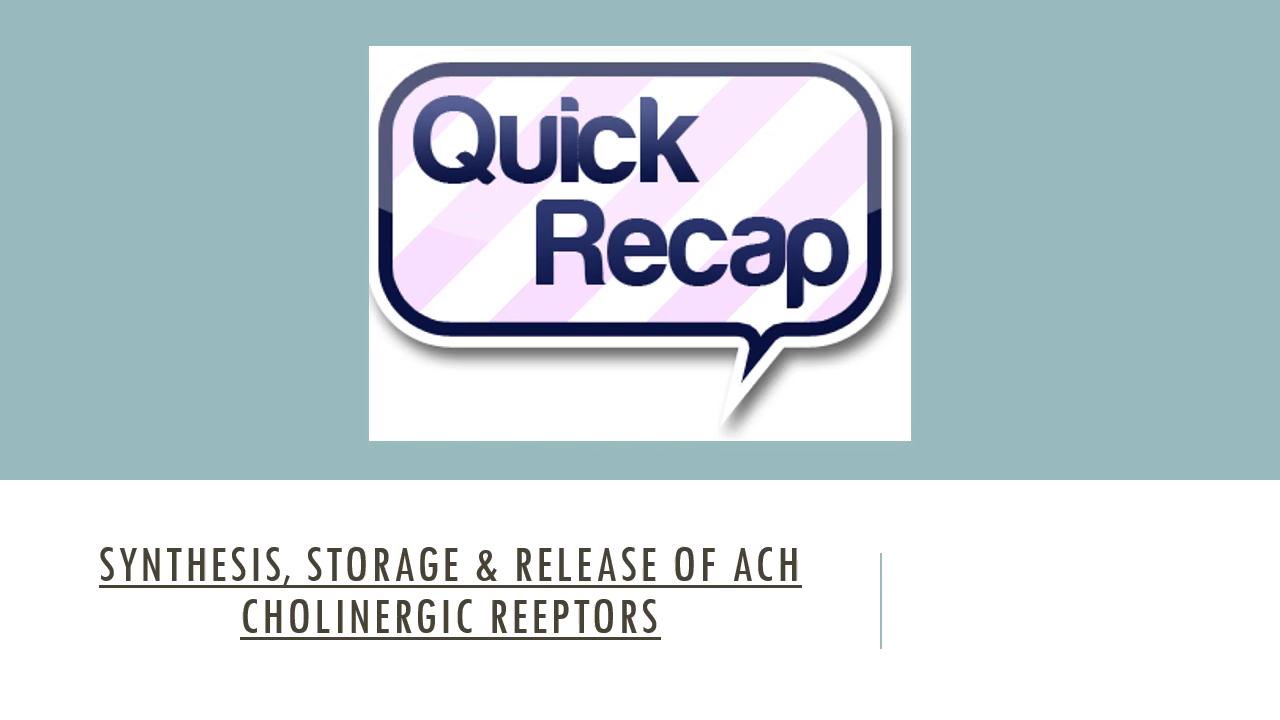 Quick
Recap
SYNTHESIS, STORAGE & RELEASE OF ACH
CHOLINERGIC REEPTORS